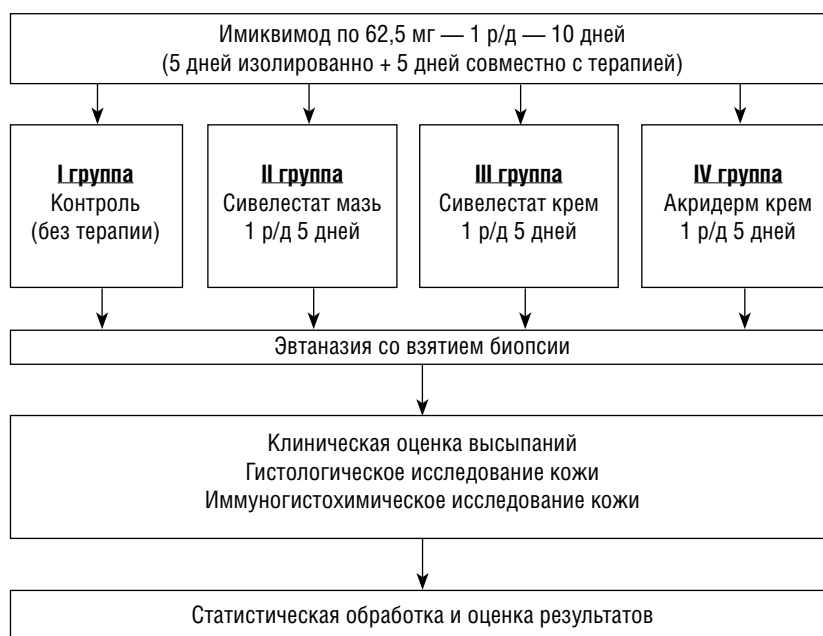 Имиквимод по 62,5 мг — 1 р/д — 10 дней
(5 дней изолированно + 5 дней совместно с терапией)
I группа
Контроль
(без терапии)
II группа
Сивелестат мазь
1 р/д 5 дней
III группа
Сивелестат крем
1 р/д 5 дней
IV группа
Акридерм крем
1 р/д 5 дней
Эвтаназия со взятием биопсии
Клиническая оценка высыпаний
Гистологическое исследование кожи
Иммуногистохимическое исследование кожи
Статистическая обработка и оценка результатов